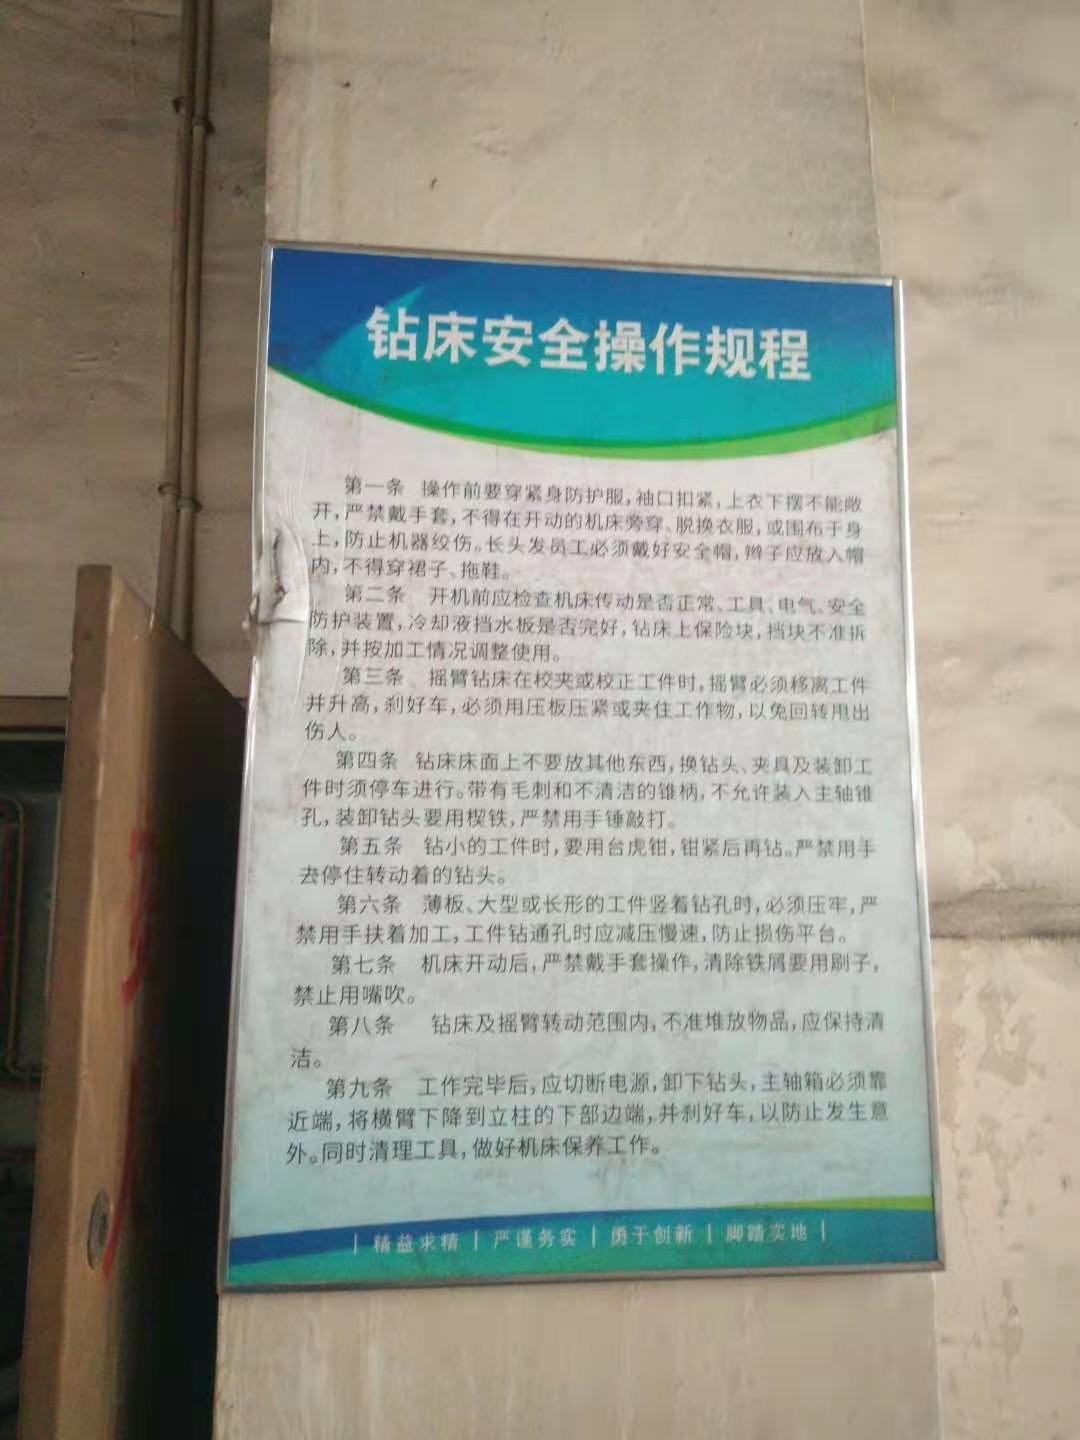 钻床安全操作规程
第一条 操作前要穿紧身防护服，袖口扣紧，上衣下摆不能敞
开，严禁戴手套，不得在开动的机床旁穿、脱换衣服，或围布于身
上，防止机器绞伤。长头发员工必须戴好安全帽，辫子应放入帽
内，不得穿裙子、拖鞋。
第二条 开机前应检查机床传动是否正常、工具、电气、安全
防护装置，冷却液挡水板是否完好，钻床上保险块，挡块不准拆
除，并按加工情况调整使用。
第三条 摇臂钻床在校夹或校正工件时，摇臂必须移离工件
并升高，刹好车，必须用压板压紧或夹住工作物，以免回转甩出
伤人。
第四条 钻床床面上不要放其他东西，换钻头、夹具及装卸工
件时须停车进行。带有毛刺和不清洁的锥柄，不允许装入主轴锥
孔，装卸钻头要用楔铁，严禁用手锤敲打。
第五条 钻小的工件时，要用台虎钳，钳紧后再钻。严禁用手
去停住转动着的钻头。
第六条 薄板、大型或长形的工件竖着钻孔时，必须压牢，严
禁用手扶着加工，工件钻通孔时应减压慢速，防止损伤平台。
第七条 机床开动后，严禁戴手套操作，清除铁屑要用刷子，
禁止用嘴吹。
第八条 钻床及摇臂转动范围内，不准堆放物品，应保持清
洁。
第九条 工作完毕后，应切断电源，卸下钻头，主轴箱必须靠
近端，将横臂下降到立柱的下部边端，并刹好车，以防止发生意
外。同时清理工具，做好机床保养工作。
| 精益求精 | 严谨务实 | 勇于创新 | 脚踏实地 |